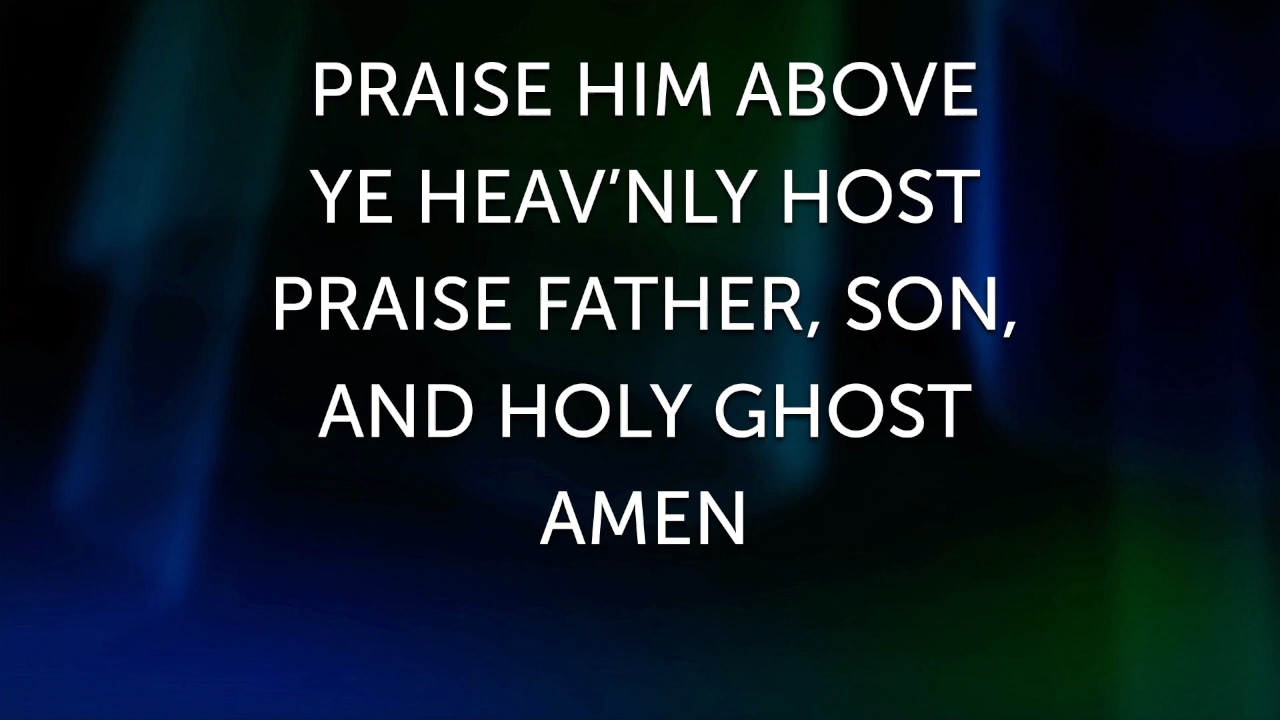 PRAISE HIM ABOVE
YE HEAV’NLY HOST
PRAISE FATHER, SON,
AND HOLY GHOST
AMEN